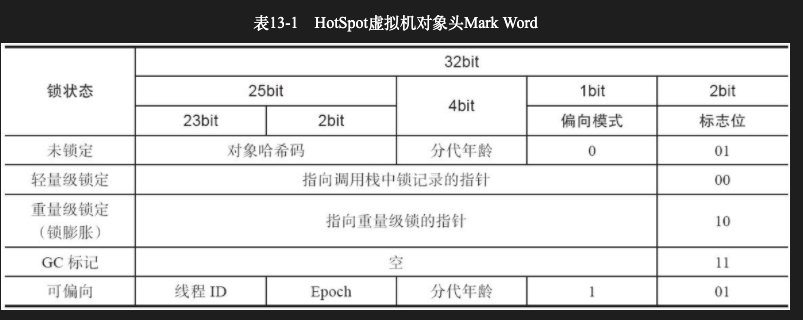 表13-1 HotSpot虚拟机对象头Mark Word
锁状态 32bit
25bit 4bit 1bit 2bit
23bit 2bit 偏向模式 标志位
未锁定 对象哈希码 分代年龄 0 01
轻量级锁定 指向调用栈中锁记录的指针 00
重量级锁定
（锁膨胀） 指向重量级锁的指针 10
GC 标记 空 11
可偏向 线程 ID Epoch 分代年龄 1 01